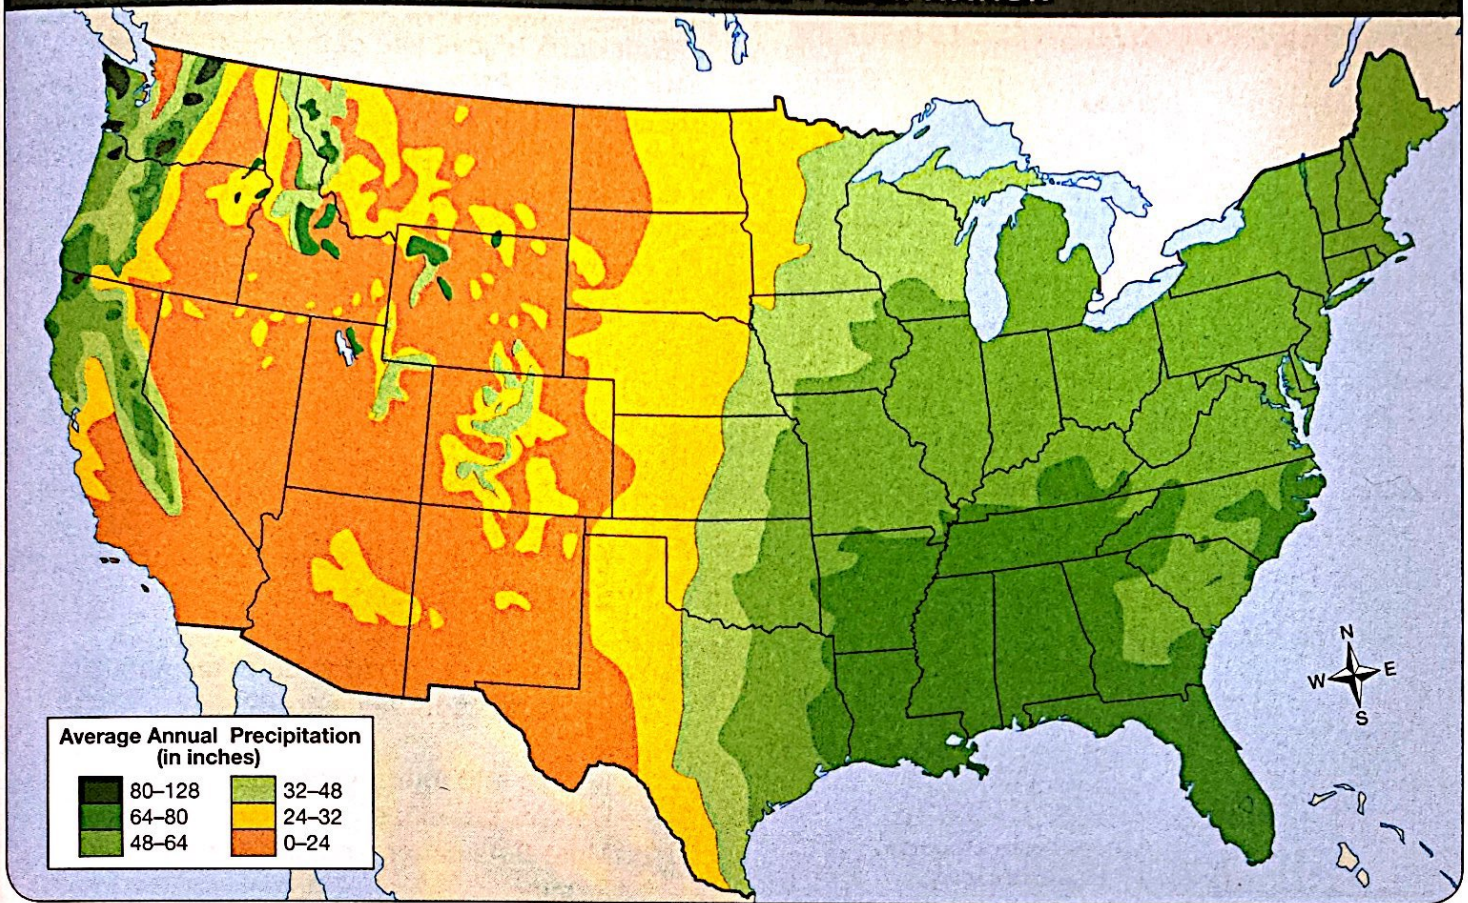 Average Annual Precipitation
(in inches)
80–128
64–80
48–64
32–48
24–32
0–24
N
W
E
S